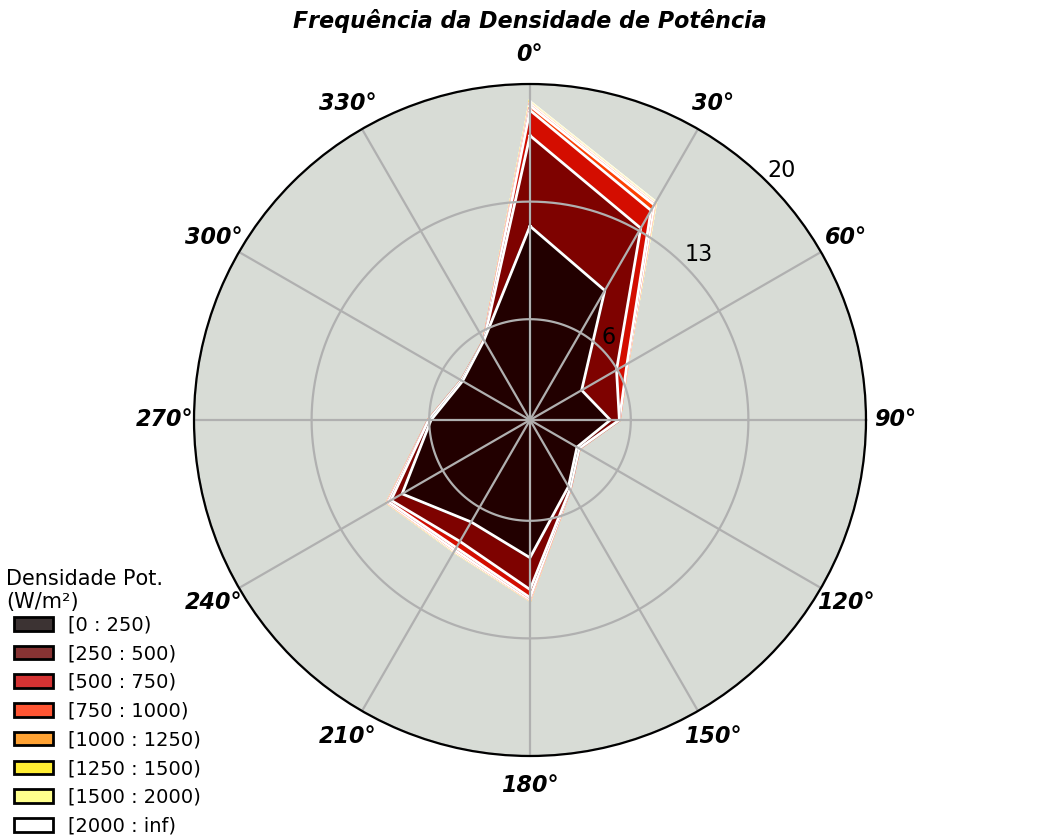 Frequência da Densidade de Potência
0°
330°
30°
20
300°
60°
13
6
270°
90°
240°
120°
210°
150°
180°
Densidade Pot.
(W/m²)
[0 : 250)
[250 : 500)
[500 : 750)
[750 : 1000)
[1000 : 1250)
[1250 : 1500)
[1500 : 2000)
[2000 : inf)